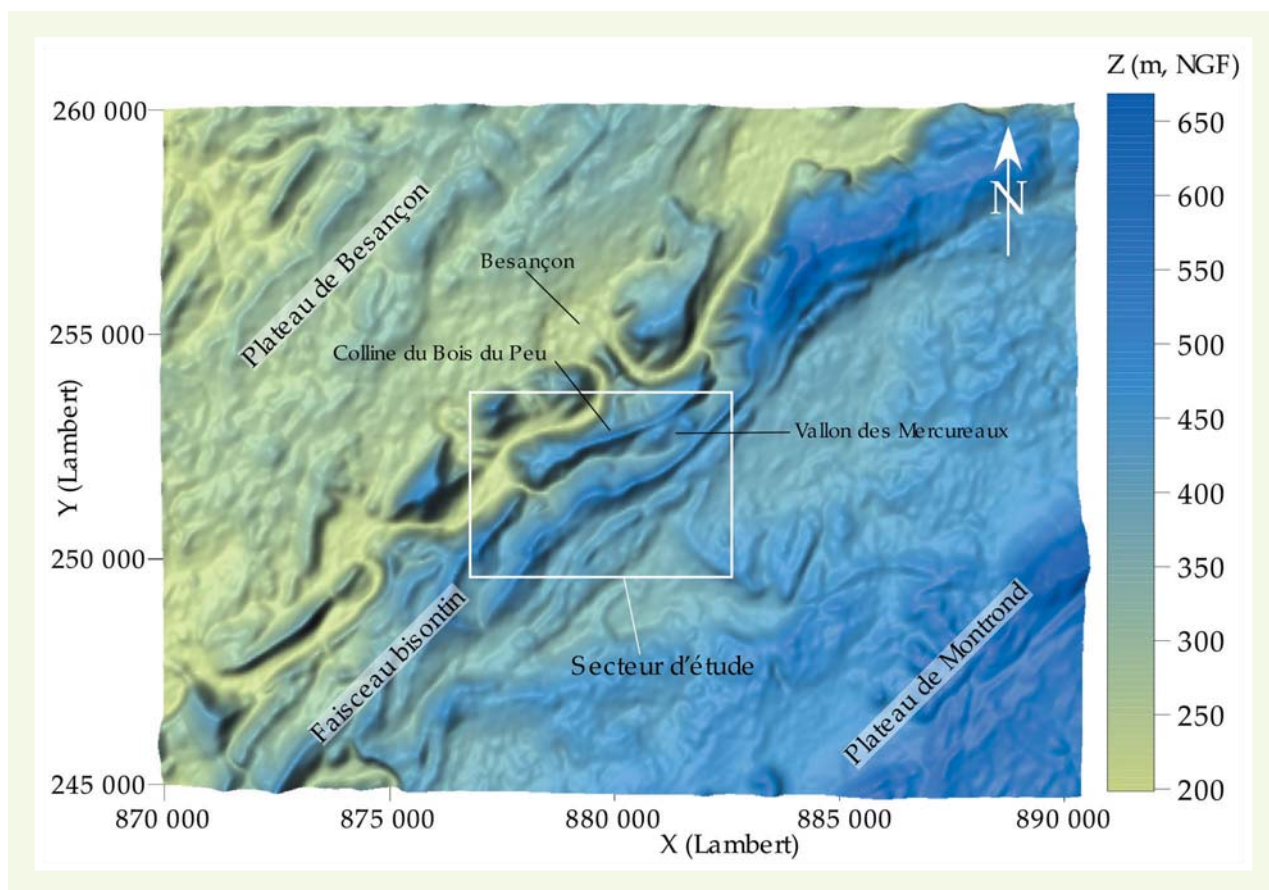 Z (m, NGF)
260 000
650
600
N
Plateau de Besançon
550
Besançon
255 000
500
Colline du Bois du Peu
Y (Lambert)
450
Vallon des Mercureaux
400
350
250 000
300
Faisceau bisontin
Secteur d'étude
Plateau de Montrond
250
245 000
200
870 000
875 000
880 000
885 000
890 000
X (Lambert)